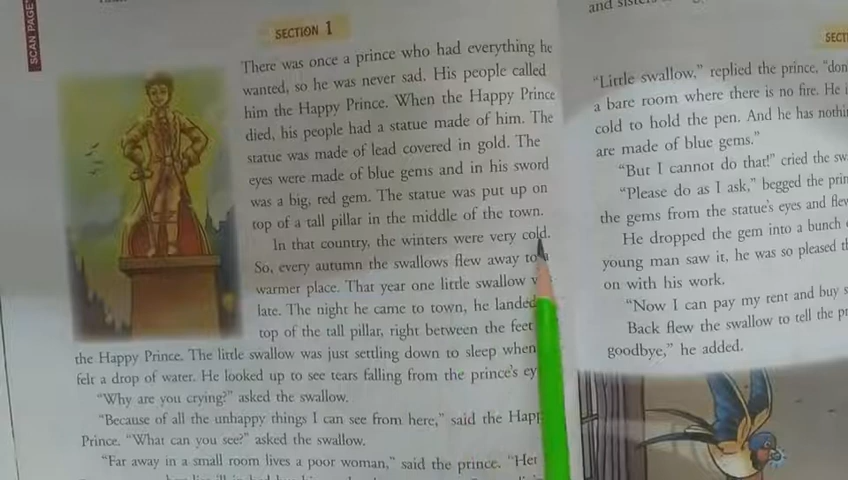 SCAN PAGE
SECTION 1
There was once a prince who had everything he
wanted, so he was never sad. His people called
him the Happy Prince. When the Happy Prince
died, his people had a statue made of him. The
statue was made of lead covered in gold. The
eyes were made of blue gems and in his sword
was a big, red gem. The statue was put up on
top of a tall pillar in the middle of the town.
In that country, the winters were very cold.
So, every autumn the swallows flew away to
warmer place. That year one little swallow
late. The night he came to town, he landed
top of the tall pillar, right between the feet
the Happy Prince. The little swallow was just settling down to sleep when
felt a drop of water. He looked up to see tears falling from the prince's
"Why are you crying?" asked the swallow.
"Because of all the unhappy things I can see from here," said the
Prince. "What can you see?" asked the swallow.
"Far away in a small room lives a poor woman," said the prince. "Her
and
"Little swallow," replied the prince,
a bare room where there is no fire. He
cold to hold the pen. And he has
are made of blue gems."
"But I cannot do that!" cried the
"Please do as I ask," begged the
the gems from the statue's eyes and
He dropped the gem into a bunch
young man saw it, he was so pleased
on with his work.
"Now I can pay my rent and buy
Back flew the swallow to tell the
goodbye," he added.